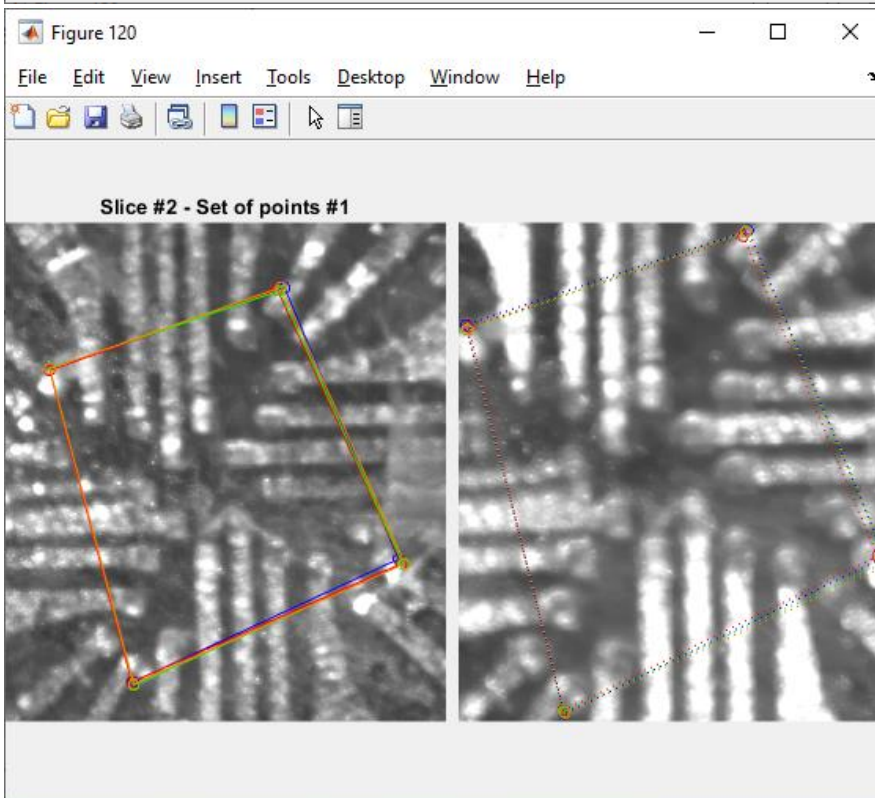 Figure 120
File Edit View Insert Tools Desktop Window Help
Slice #2 - Set of points #1